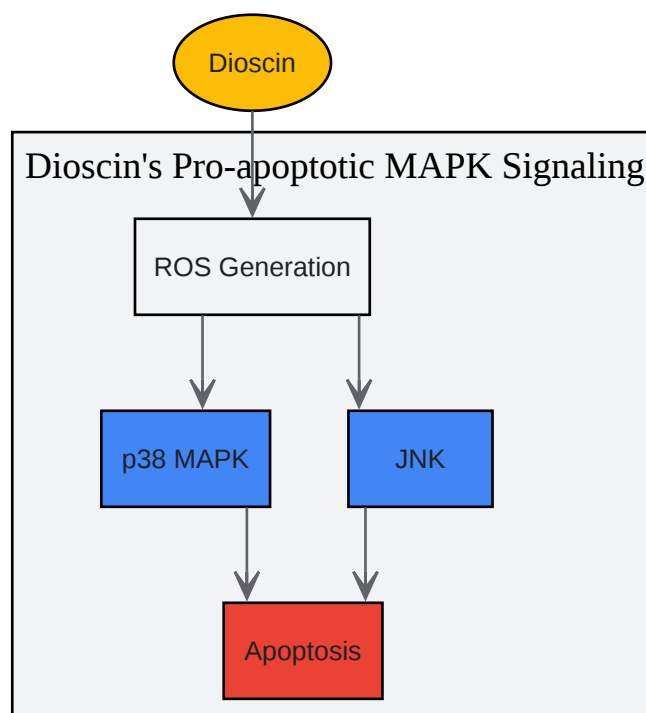 Dioscin
Dioscin's Pro-apoptotic MAPK Signaling
ROS Generation
p38 MAPK
JNK
Apoptosis